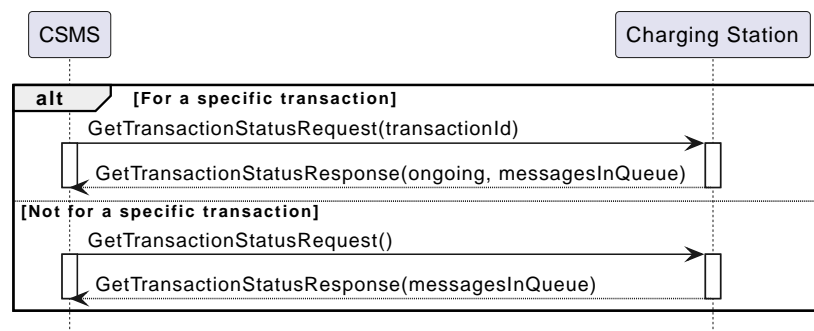 CSMS
Charging Station
alt
[For a specific transaction]
GetTransactionStatusRequest(transactionId)
GetTransactionStatusResponse(ongoing, messagesInQueue)
[Not for a specific transaction]
GetTransactionStatusRequest()
GetTransactionStatusResponse(messagesInQueue)